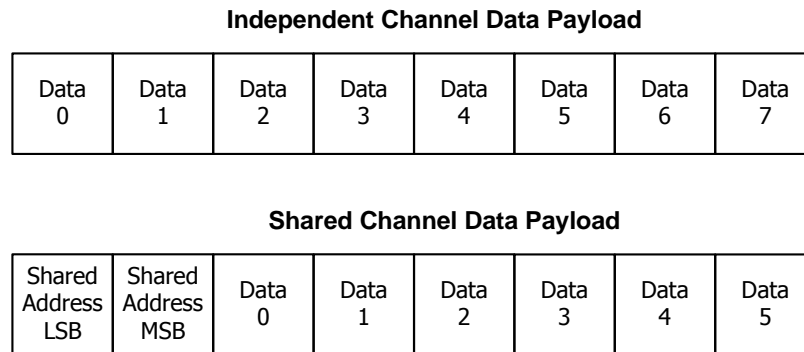 Independent Channel Data Payload
Data Data Data Data Data Data Data Data
0 1 2 3 4 5 6 7
Shared Channel Data Payload
Shared Address LSB
Shared Address MSB
Data 0
Data 1
Data 2
Data 3
Data 4
Data 5